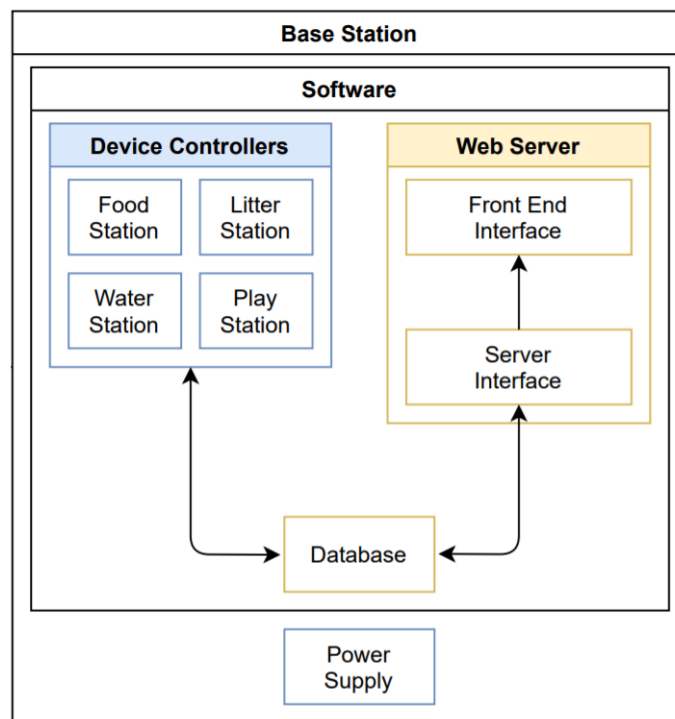 Base Station
Software
Device Controllers
Food
Station
Litter
Station
Water
Station
Play
Station
Web Server
Front End
Interface
Server
Interface
Database
Power
Supply